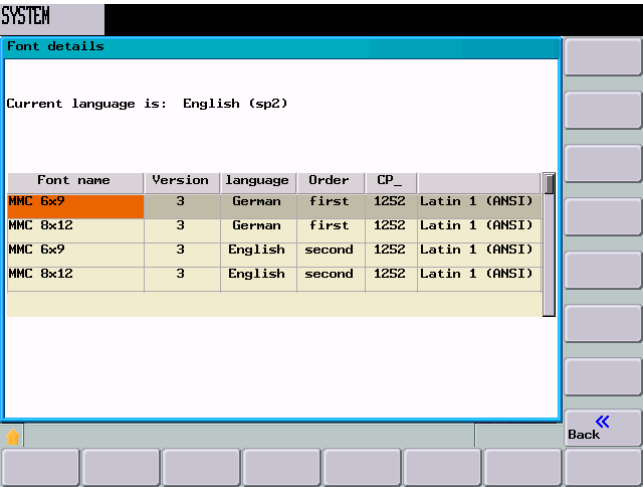 SYSTEM
Font details
Current language is: English (sp2)
Font name Version language Order CP_
MMC 6x9 3 German first 1252 Latin 1 (ANSI)
MMC 8x12 3 German first 1252 Latin 1 (ANSI)
MMC 6x9 3 English second 1252 Latin 1 (ANSI)
MMC 8x12 3 English second 1252 Latin 1 (ANSI)
Back